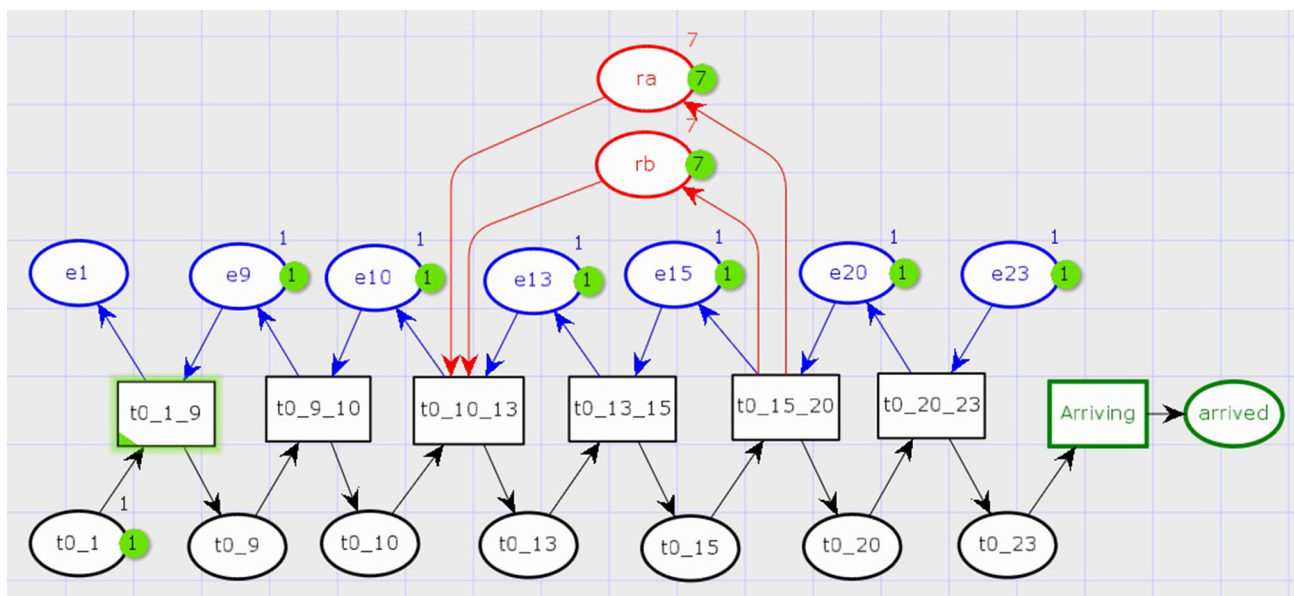 7
ra 7
7
rb 7
1 1 1 1 1 1
e1 e9 1 e10 1 e13 1 e15 1 e20 1 e23 1
t0_1_9 t0_9_10 t0_10_13 t0_13_15 t0_15_20 t0_20_23 Arriving arrived
1
t0_1 1 t0_9 t0_10 t0_13 t0_15 t0_20 t0_23